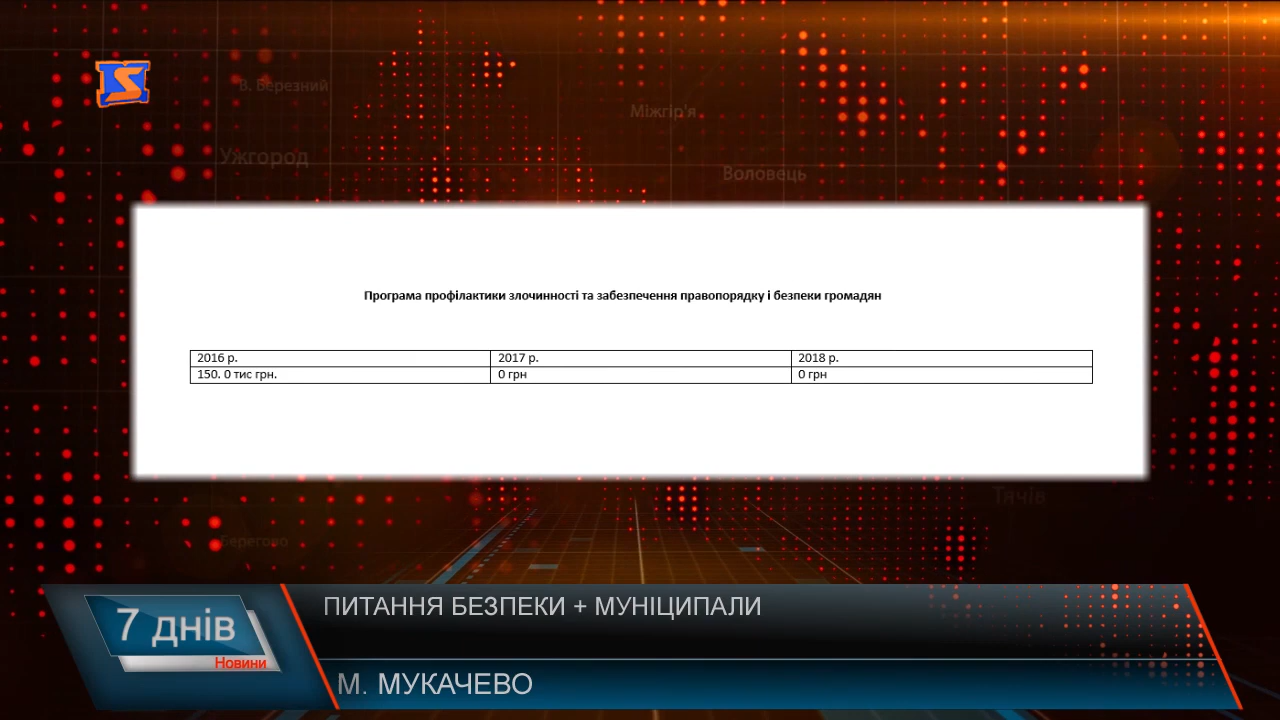 В. Березний
Міжгір'я
Ужгород
Воловець
Програма профілактики злочинності та забезпечення правопорядку і безпеки громадян
2016 р. 2017 р. 2018 р.
150. 0 тис грн. 0 грн 0 грн
Тячів
Берегово
7 днів
Новини
ПИТАННЯ БЕЗПЕКИ + МУНІЦИПАЛИ
М. МУКАЧЕВО